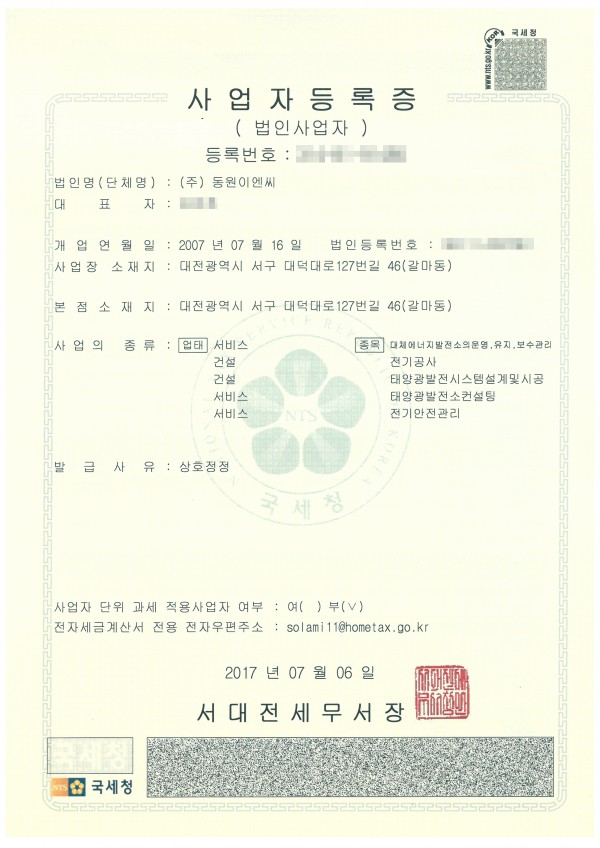 국세청
www.nts.go.kr
사업자등록증
( 법인사업자 )
등록번호 :
법인명(단체명) : (주) 동원이엔씨
대표자 :
개업연월일 : 2007 년 07 월 16 일 법인등록번호 :
사업장 소재지 : 대전광역시 서구 대덕대로127번길 46(갈마동)
본점소재지 : 대전광역시 서구 대덕대로127번길 46(갈마동)
사업의 종류 : 업태 서비스 종목 대체에너지발전소의운영,유지,보수관리
건설 전기공사
건설 태양광발전시스템설계및시공
서비스 태양광발전소컨설팅
서비스 전기안전관리
NTS
국세청
발급사유 : 상호정정
사업자 단위 과세 적용사업자 여부 : 여( ) 부(∨)
전자세금계산서 전용 전자우편주소 : solami11@hometax.go.kr
2017 년 07 월 06 일
서대전세무서장
NTS 국세청